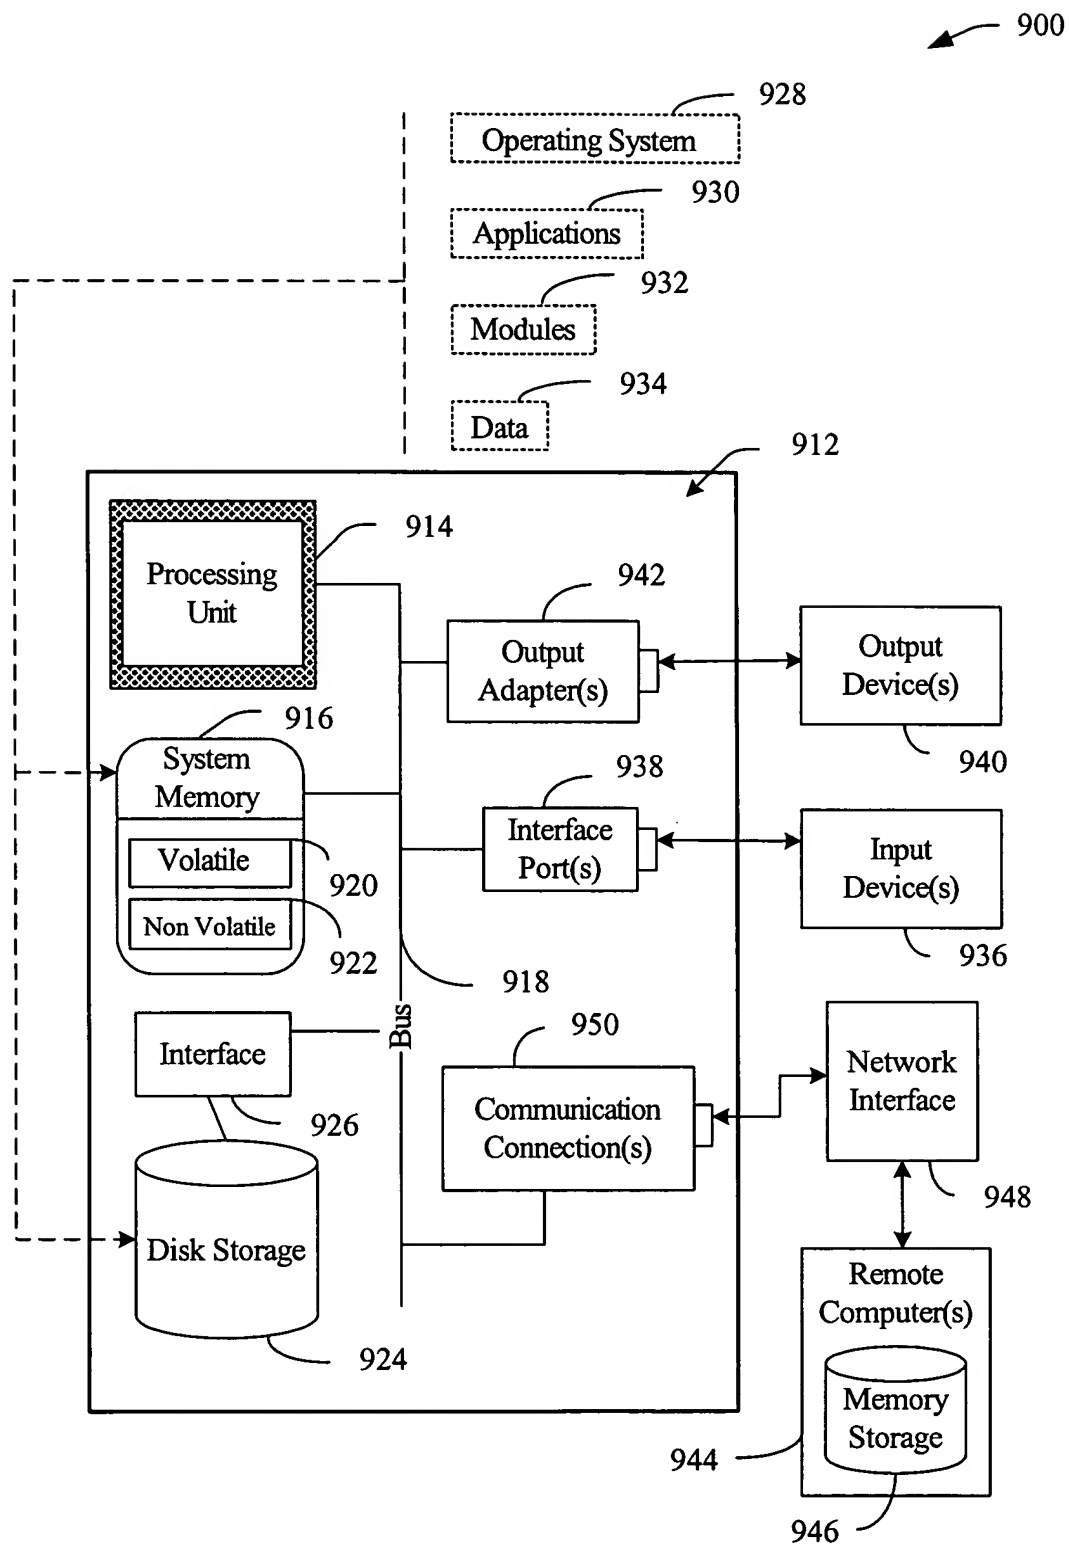 900
928
Operating System
930
Applications
932
Modules
934
Data
912
914
Processing
Unit
942
Output
Adapter(s)
Output
Device(s)
940
916
System
Memory
938
Interface
Port(s)
Input
Device(s)
936
Volatile
920
Non Volatile
922
918
Bus
950
Interface
926
Communication
Connection(s)
Network
Interface
948
Disk Storage
924
Remote
Computer(s)
Memory
Storage
944
946